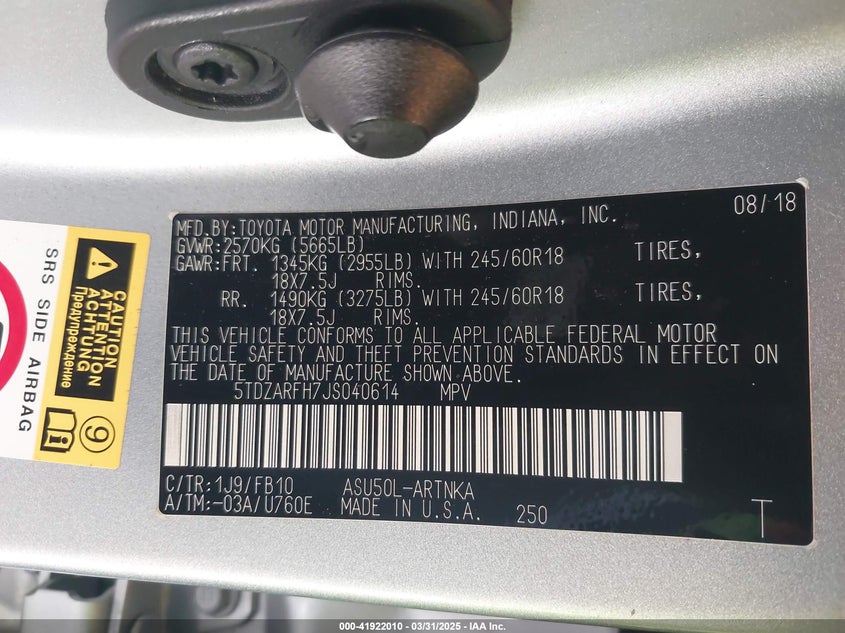 MFD.BY:TOYOTA MOTOR MANUFACTURING, INDIANA, INC. 08/18
GVWR:2570KG (5665LB)
GAWR:FRT. 1345KG (2955LB) WITH 245/60R18 TIRES,
18X7.5J RIMS.
RR. 1490KG (3275LB) WITH 245/60R18 TIRES,
18X7.5J RIMS.
THIS VEHICLE CONFORMS TO ALL APPLICABLE FEDERAL MOTOR
VEHICLE SAFETY AND THEFT PREVENTION STANDARDS IN EFFECT ON
THE DATE OF MANUFACTURE SHOWN ABOVE.
5TDZARFH7JS040614 MPV
C/TR:1J9/FB10 ASU50L-ARTNKA
A/TM:-03A/U760E MADE IN U.S.A. 250 T
SRS SIDE AIRBAG
CAUTION
ATTENTION
ACHTUNG
Предупреждение
i
9
000-41922010 - 03/31/2025 - IAA Inc.